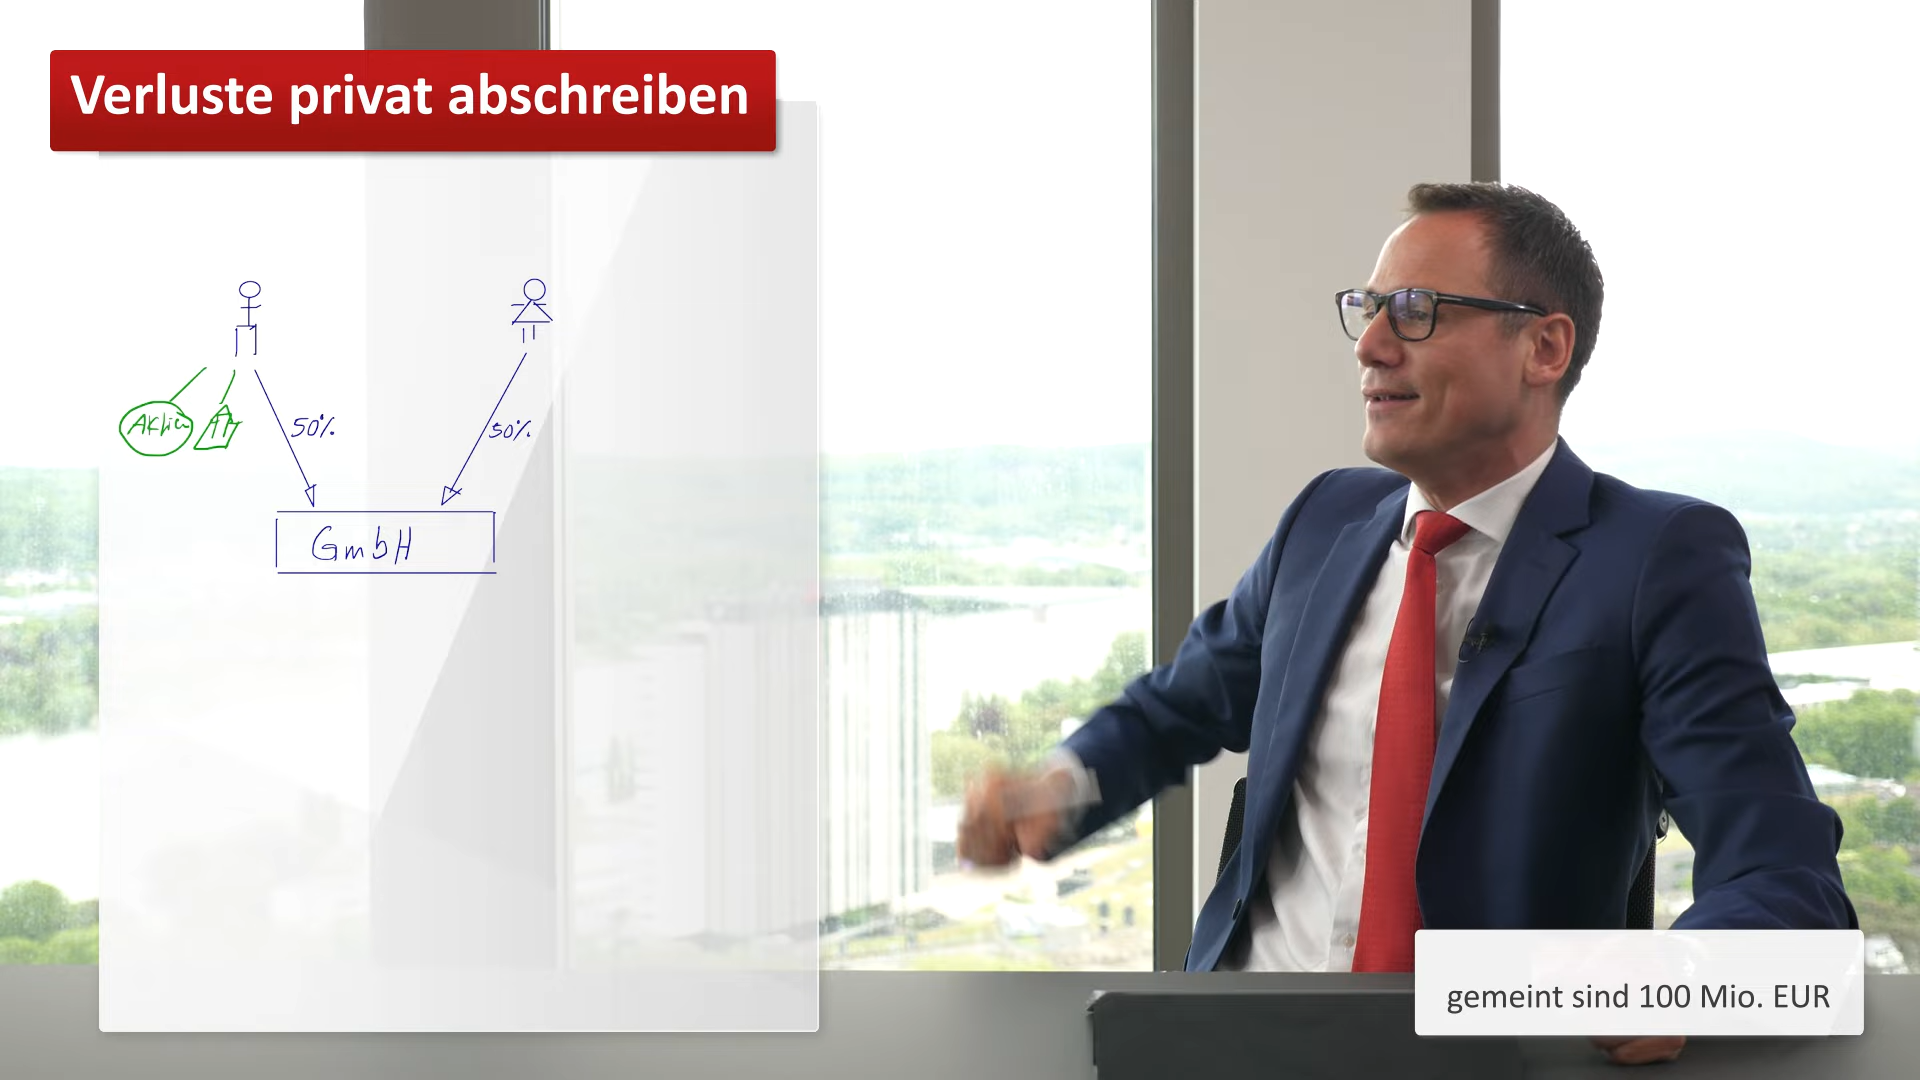 Verluste privat abschreiben
Aktien
50%
50%
GmbH
gemeint sind 100 Mio. EUR